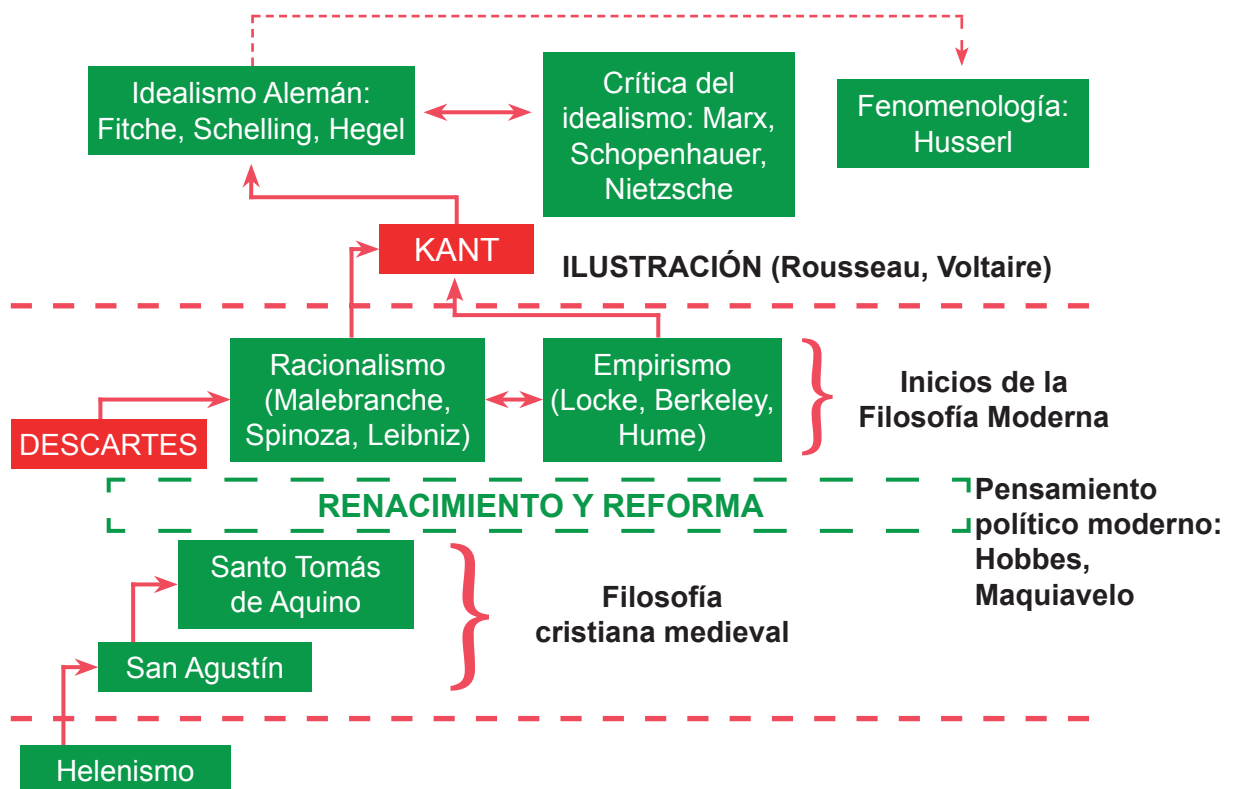 Idealismo Alemán:
Fitche, Schelling, Hegel
Crítica del
idealismo: Marx,
Schopenhauer,
Nietzsche
Fenomenología:
Husserl
KANT
ILUSTRACIÓN (Rousseau, Voltaire)
Racionalismo
(Malebranche,
Spinoza, Leibniz)
Empirismo
(Locke, Berkeley,
Hume)
Inicios de la
Filosofía Moderna
DESCARTES
RENACIMIENTO Y REFORMA
Pensamiento
político moderno:
Hobbes,
Maquiavelo
Santo Tomás
de Aquino
Filosofía
cristiana medieval
San Agustín
Helenismo